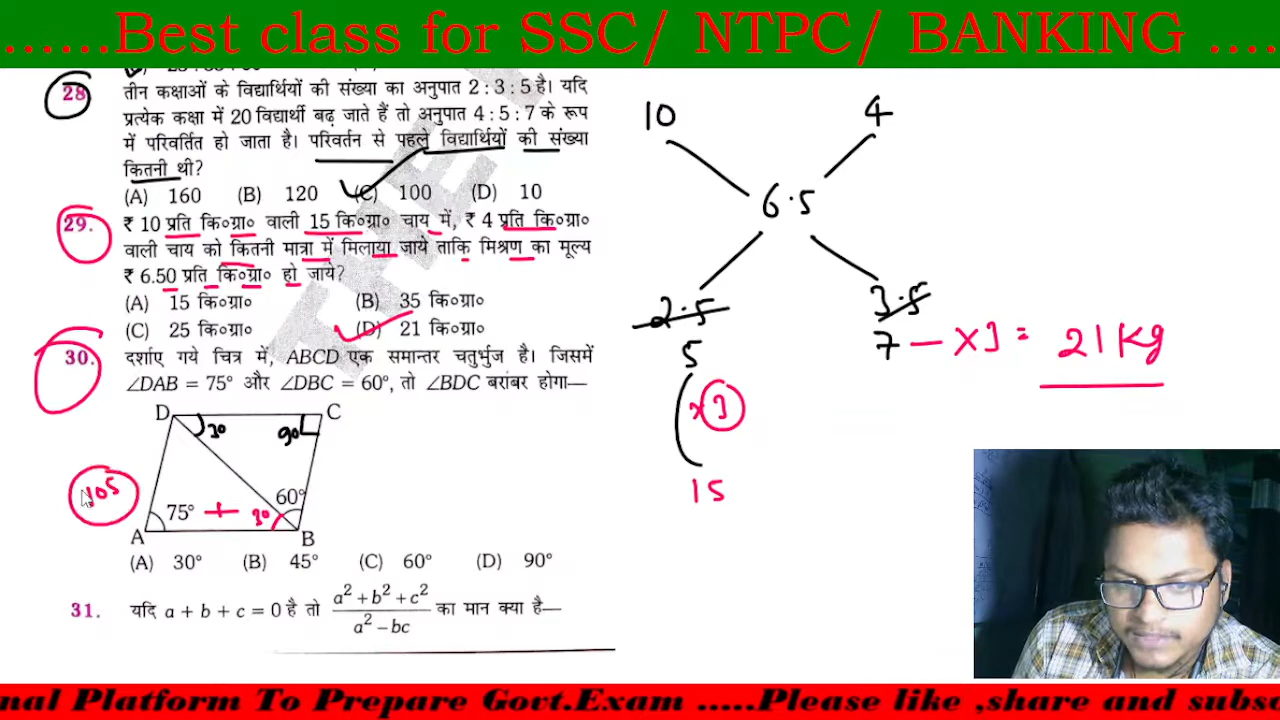 ......Best class for SSC/ NTPC/ BANKING ....
28
तीन कक्षाओं के विद्यार्थियों की संख्या का अनुपात 2 : 3 : 5 है। यदि
प्रत्येक कक्षा में 20 विद्यार्थी बढ़ जाते हैं तो अनुपात 4 : 5 : 7 के रूप
में परिवर्तित हो जाता है। परिवर्तन से पहले विद्यार्थियों की संख्या
कितनी थी?
(A) 160 (B) 120 (C) 100 (D) 10
29. ₹ 10 प्रति कि०ग्रा० वाली 15 कि०ग्रा० चाय में, ₹ 4 प्रति कि०ग्रा०
वाली चाय को कितनी मात्रा में मिलाया जाये ताकि मिश्रण का मूल्य
₹ 6.50 प्रति कि०ग्रा० हो जाये?
(A) 15 कि०ग्रा० (B) 35 कि०ग्रा०
(C) 25 कि०ग्रा० (D) 21 कि०ग्रा०
30. दर्शाए गये चित्र में, ABCD एक समान्तर चतुर्भुज है। जिसमें
∠DAB = 75° और ∠DBC = 60°, तो ∠BDC बरांबर होगा—
D C
30 90
105
60°
75° + 30
A B
(A) 30° (B) 45° (C) 60° (D) 90°
31. यदि a + b + c = 0 है तो (a² + b² + c²)/(a² – bc) का मान क्या है—
10 4
6.5
2.5 3.5
5 7 — ×3 = 21 Kg
×3
15
nal Platform To Prepare Govt.Exam .....Please like ,share and subsc